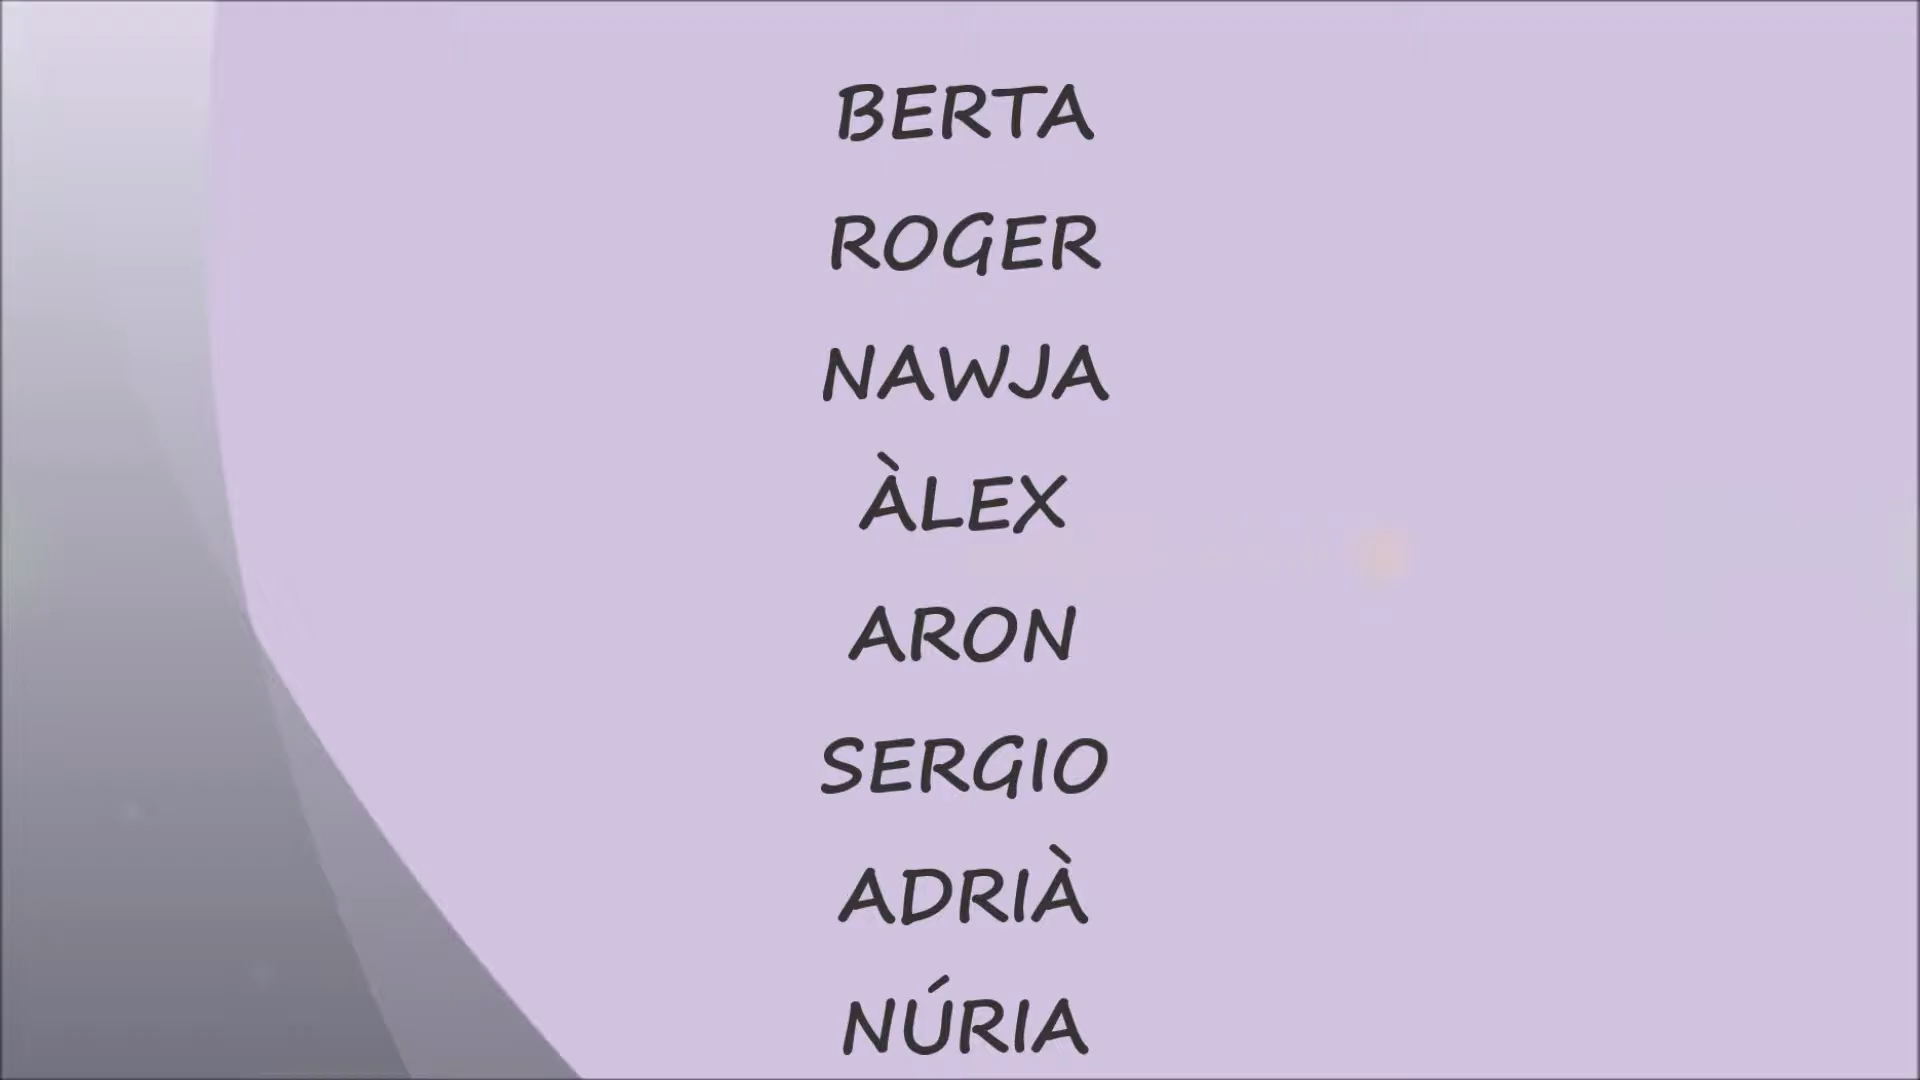 BERTA
ROGER
NAWJA
ÀLEX
ARON
SERGIO
ADRIÀ
NÚRIA